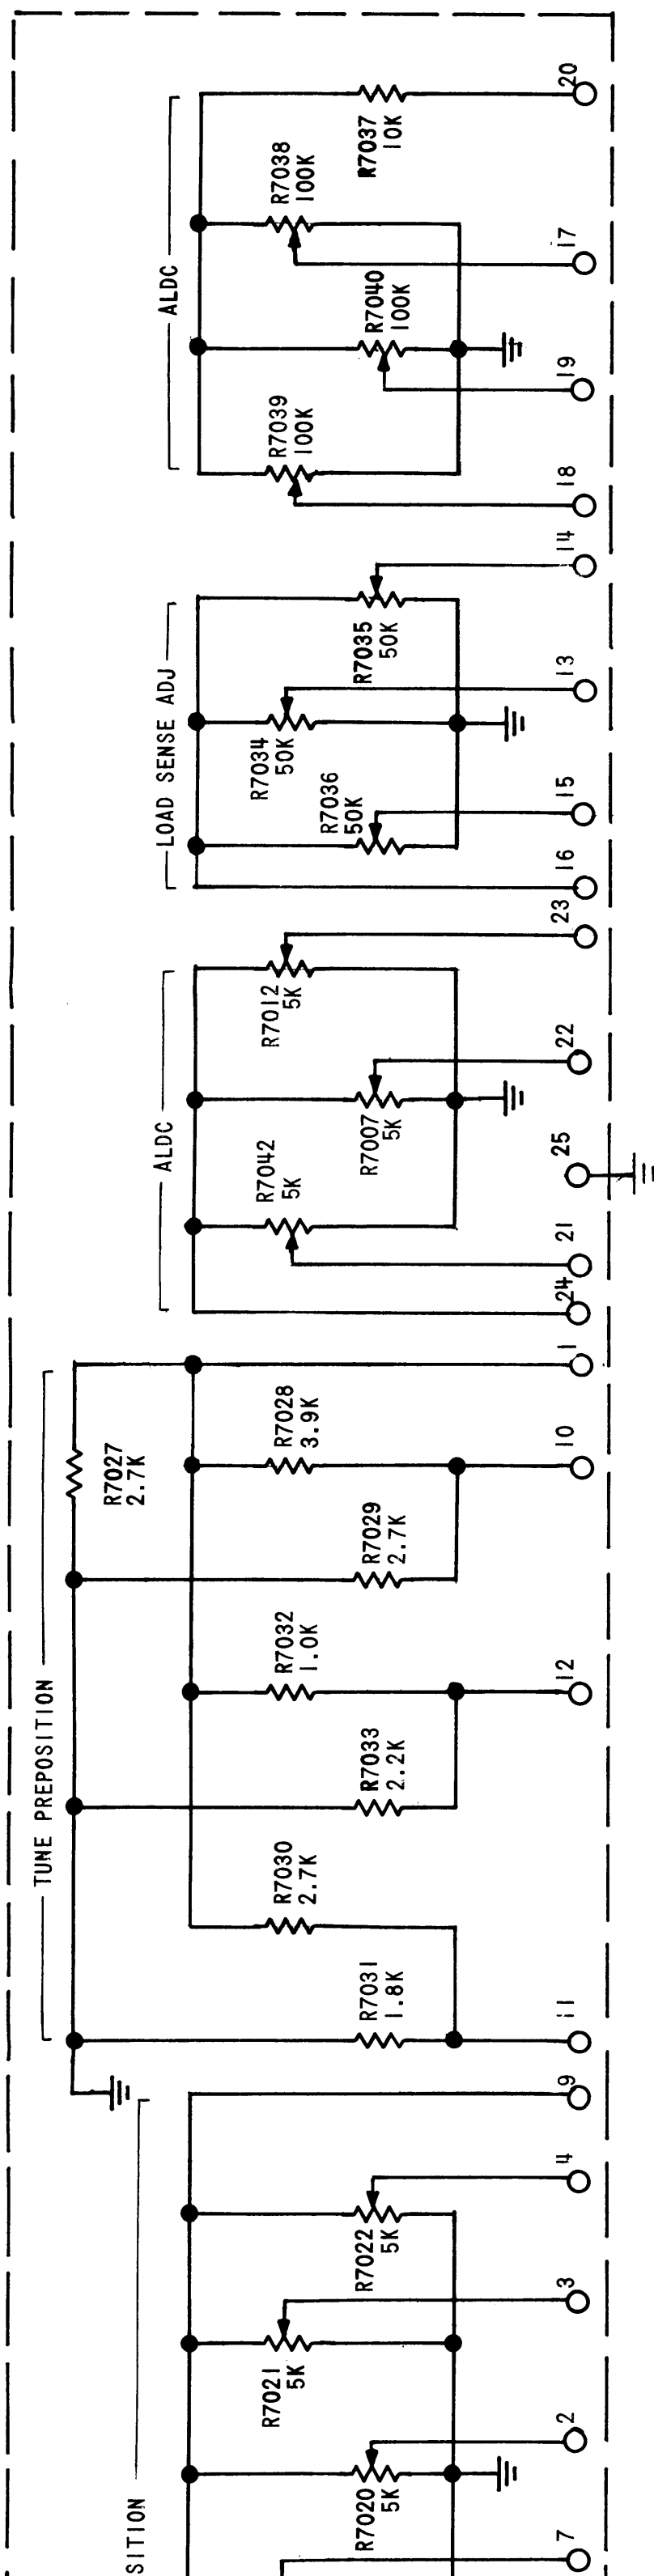 20
R7037
10K
R7038
100K
17
ALDC
R7040
100K
19
R7039
100K
18
14
R7035
50K
13
LOAD SENSE ADJ
R7034
50K
R7036
50K
15
16
23
R7012
5K
22
R7007
5K
ALDC
25
R7042
5K
21
24
1
R7028
3.9K
10
R7027
2.7K
R7029
2.7K
R7032
1.0K
12
TUNE PREPOSITION
R7033
2.2K
R7030
2.7K
R7031
1.8K
11
9
4
R7022
5K
3
R7021
5K
2
R7020
5K
SITION
7